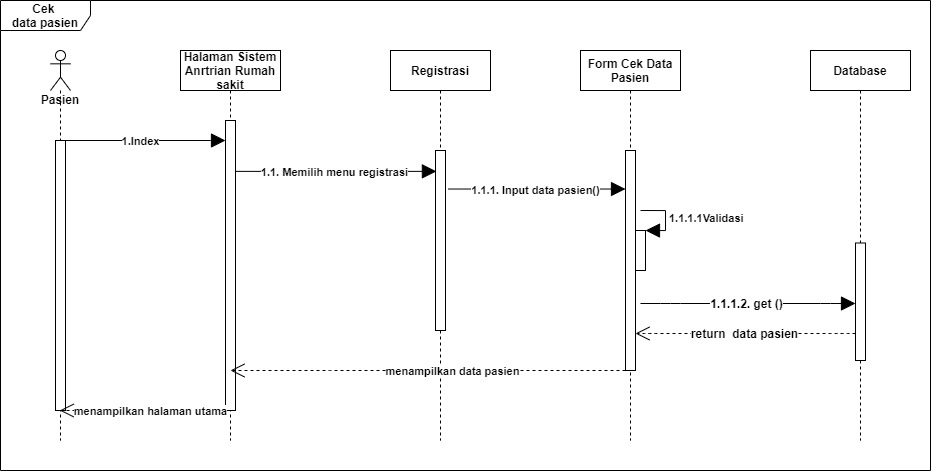 Cek
data pasien
Pasien
Halaman Sistem
Anrtrian Rumah
sakit
Registrasi
Form Cek Data
Pasien
Database
1.Index
1.1. Memilih menu registrasi
1.1.1. Input data pasien()
1.1.1.1Validasi
1.1.1.2. get ()
return data pasien
menampilkan data pasien
menampilkan halaman utama